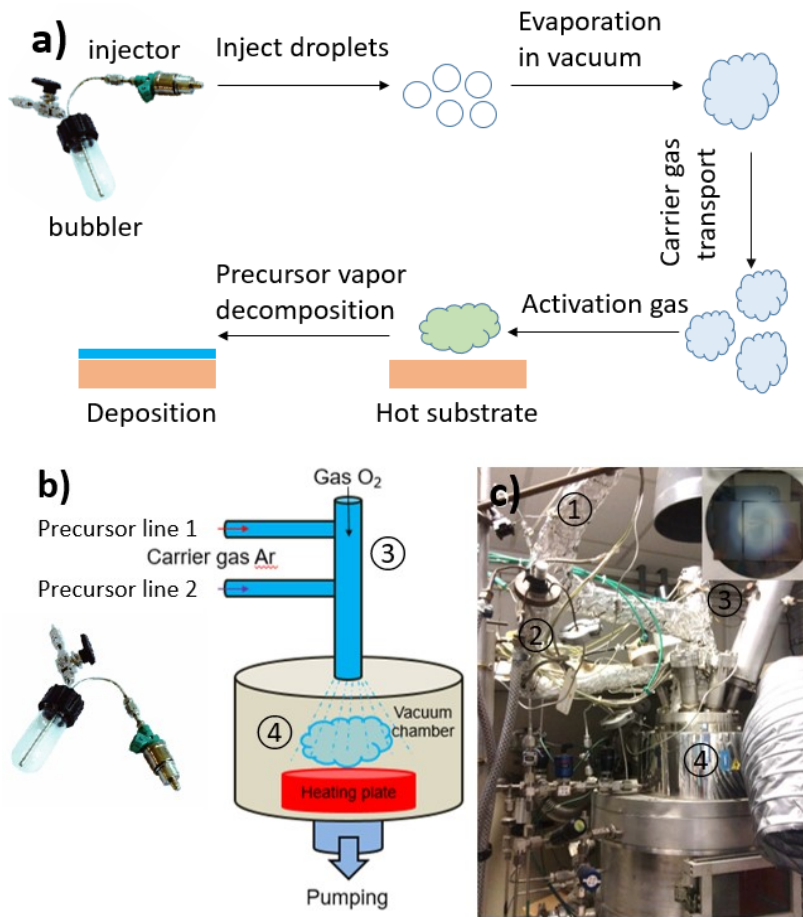 a)
injector
Inject droplets
Evaporation
in vacuum
bubbler
Carrier gas
transport
Precursor vapor
decomposition
Activation gas
Deposition
Hot substrate
b)
Gas O₂
Precursor line 1
③
Carrier gas Ar
Precursor line 2
④
Vacuum
chamber
Heating plate
Pumping
c)
①
③
②
④